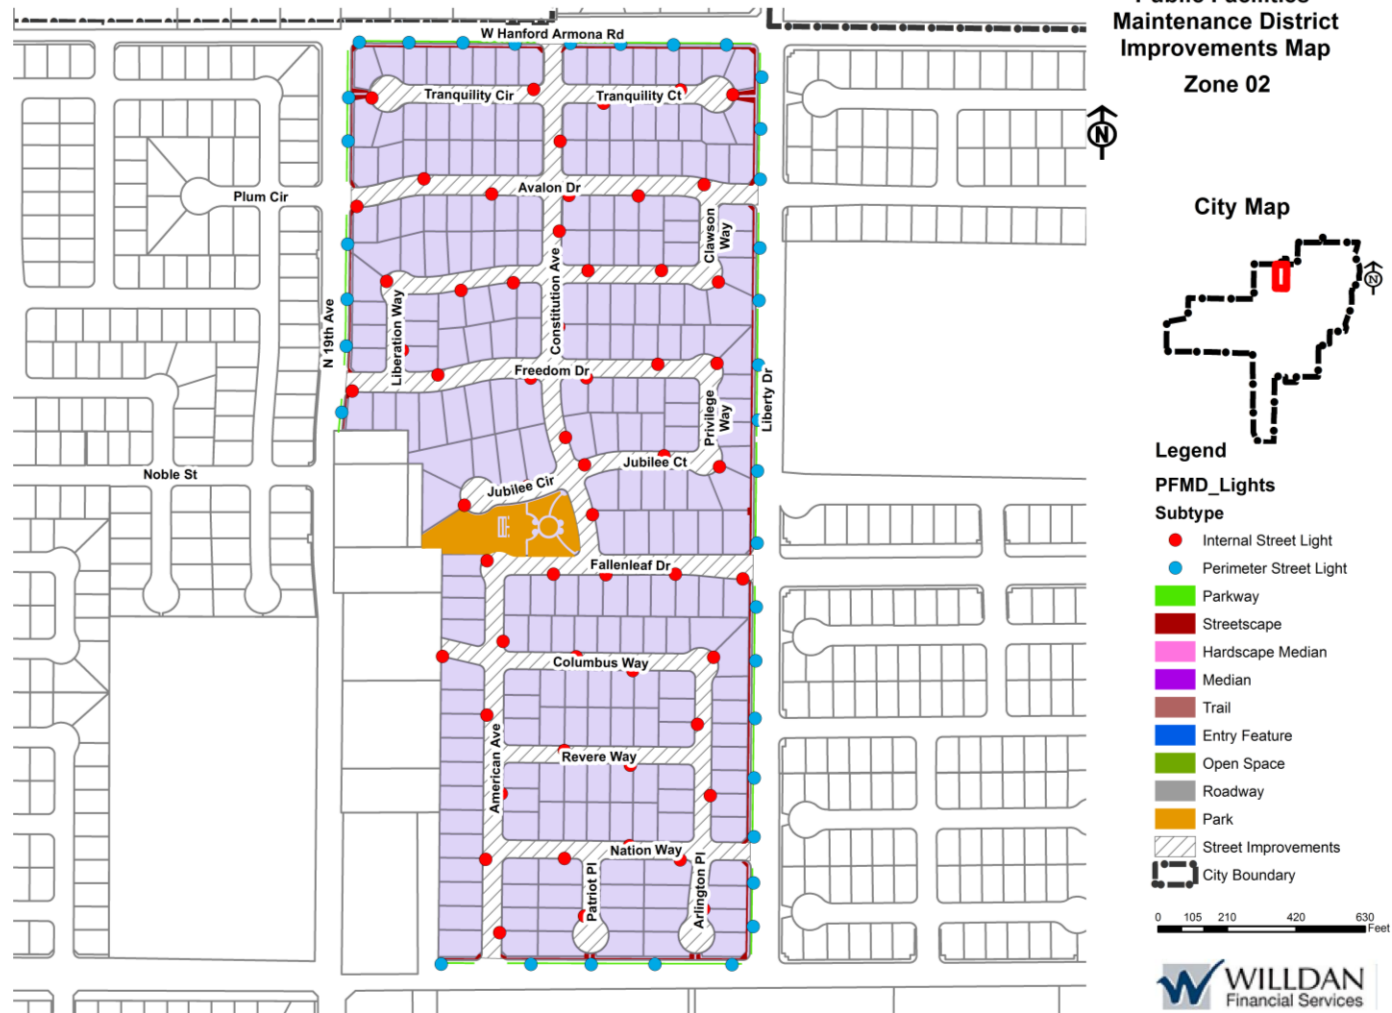 Public Facilities
Maintenance District
Improvements Map
Zone 02
N
W Hanford Armona Rd
Tranquility Cir
Tranquility Ct
Plum Cir
Avalon Dr
Clawson
Way
N 19th Ave
Liberation Way
Constitution Ave
Freedom Dr
Privilege
Way
Liberty Dr
Noble St
Jubilee Cir
Jubilee Ct
Fallenleaf Dr
Columbus Way
American Ave
Revere Way
Nation Way
Patriot Pl
Arlington Pl
City Map
N
Legend
PFMD_Lights
Subtype
Internal Street Light
Perimeter Street Light
Parkway
Streetscape
Hardscape Median
Median
Trail
Entry Feature
Open Space
Roadway
Park
Street Improvements
City Boundary
0 105 210 420 630
Feet
WILLDAN
Financial Services